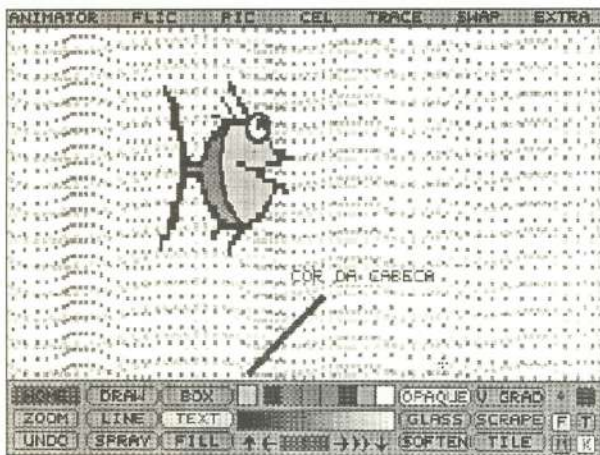 ANIMATOR FLIC PIC CEL TRACE SWAP EXTRA
COR DA CABECA
HOME DRAW BOX OPAQUE V GRAD
ZOOM LINE TEXT GLASS SCRAPE F T
UNDO SPRAY FILL SOFTEN TILE K